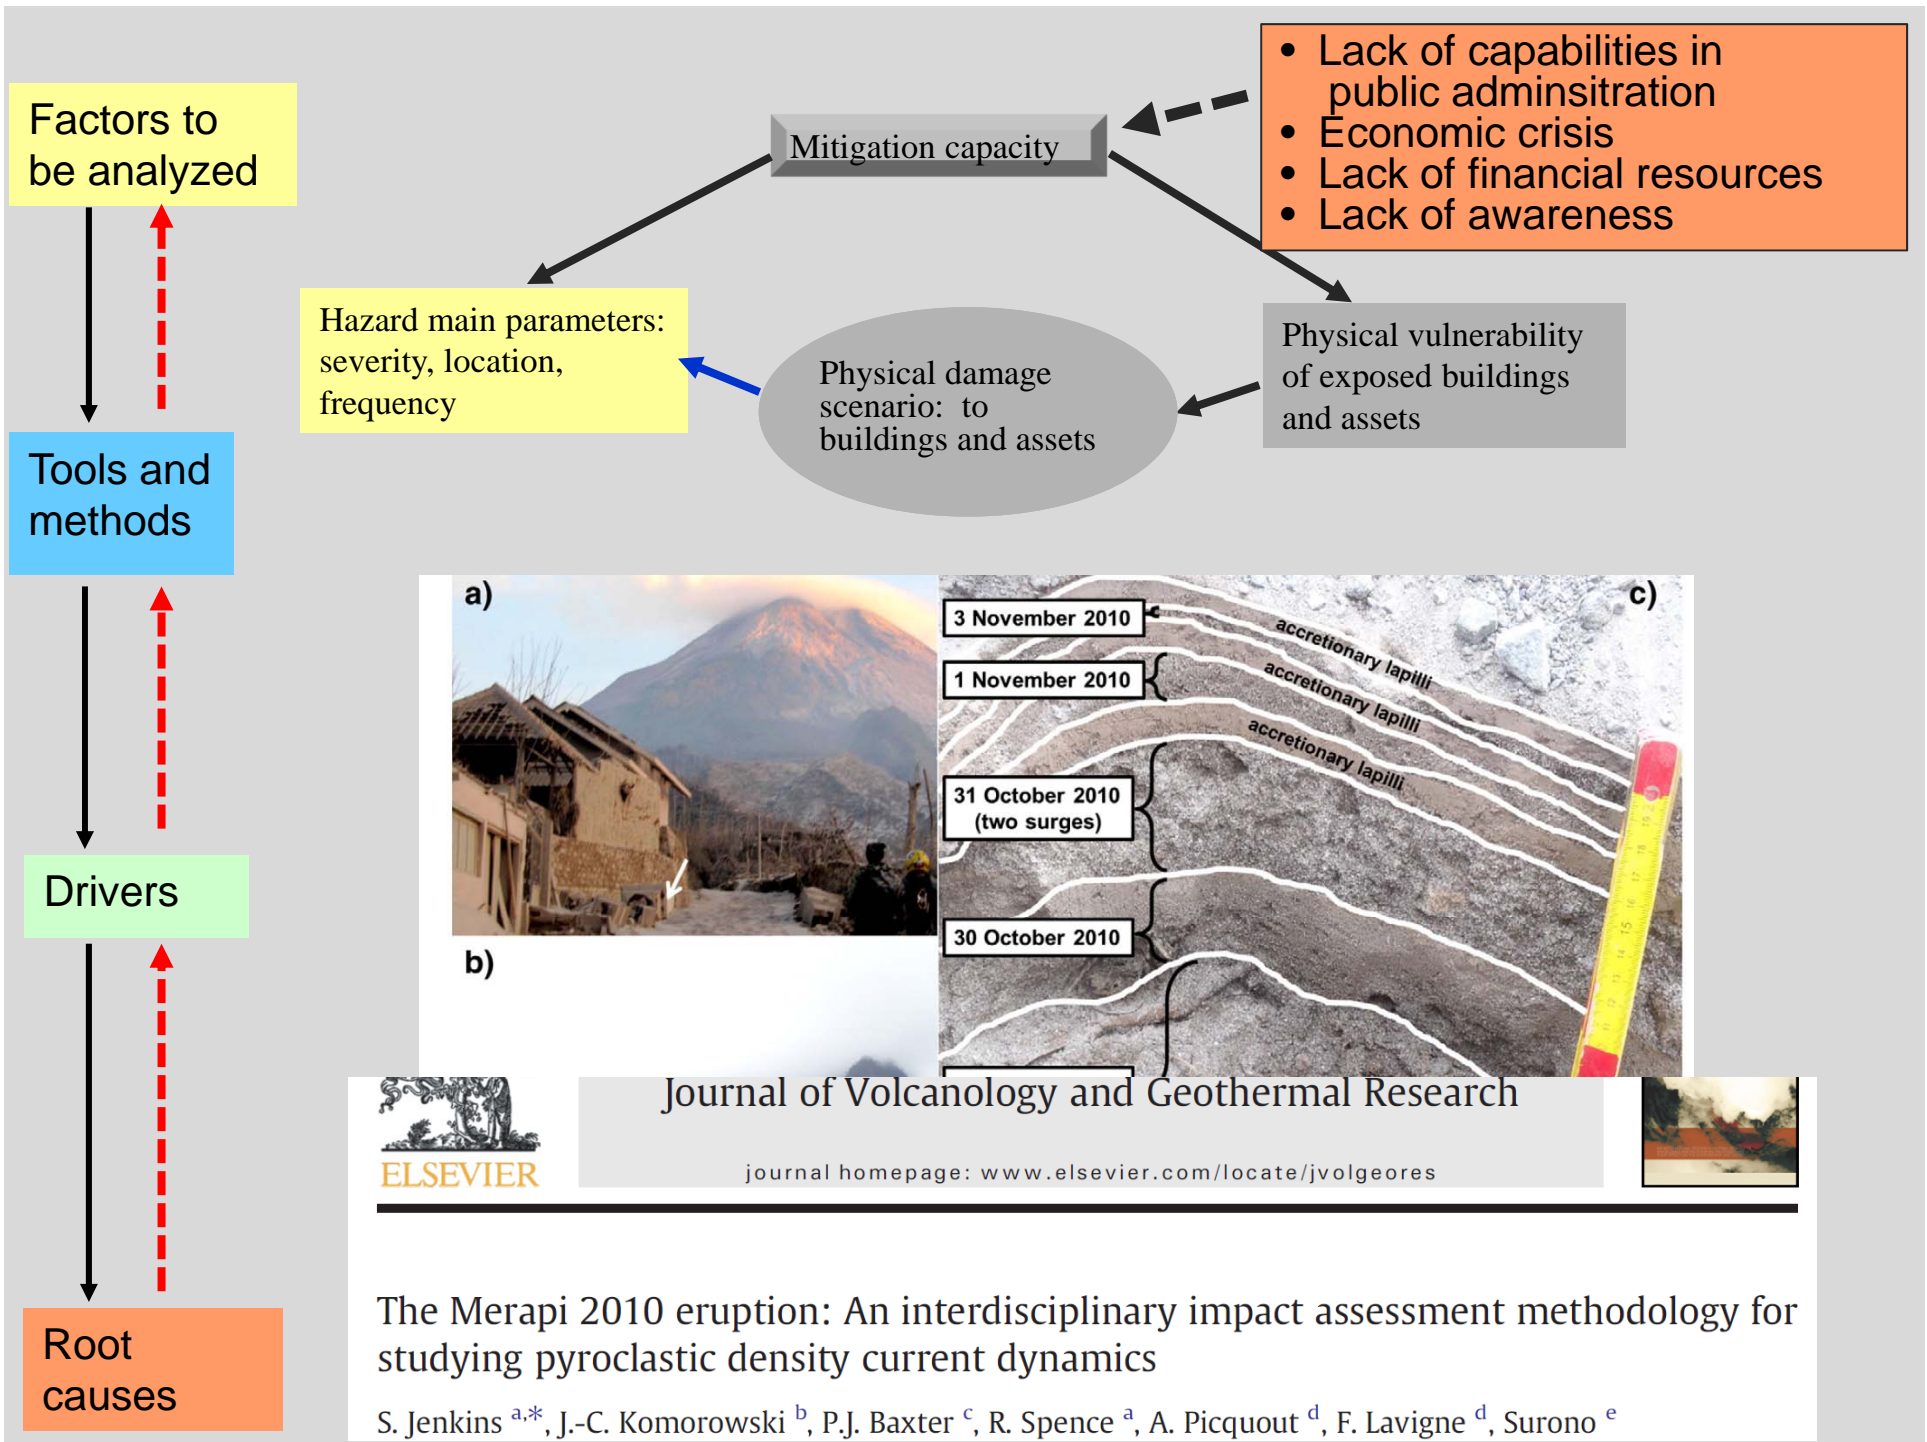 Factors to
be analyzed
Tools and
methods
Drivers
Root
causes
Mitigation capacity
• Lack of capabilities in
public adminsitration
• Economic crisis
• Lack of financial resources
• Lack of awareness
Hazard main parameters:
severity, location,
frequency
Physical damage
scenario: to
buildings and assets
Physical vulnerability
of exposed buildings
and assets
a)
b)
c)
3 November 2010
1 November 2010
31 October 2010
(two surges)
30 October 2010
accretionary lapilli
accretionary lapilli
accretionary lapilli
ELSEVIER
Journal of Volcanology and Geothermal Research
journal homepage: www.elsevier.com/locate/jvolgeores
The Merapi 2010 eruption: An interdisciplinary impact assessment methodology for
studying pyroclastic density current dynamics
S. Jenkins a,*, J.-C. Komorowski b, P.J. Baxter c, R. Spence a, A. Picquout d, F. Lavigne d, Surono e